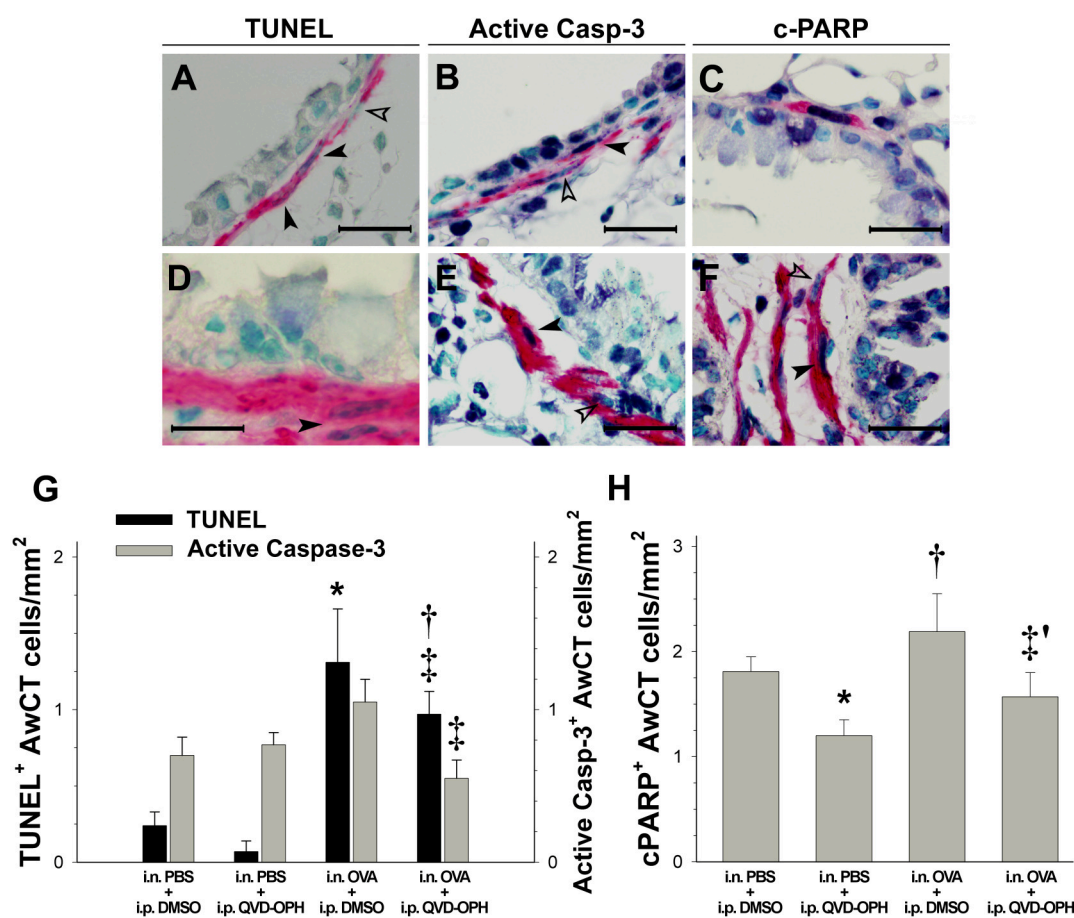 TUNEL Active Casp-3 c-PARP
A B C
D E F
G H
TUNEL
Active Caspase-3
TUNEL+ AwCT cells/mm²
2
1
0
Active Casp-3+ AwCT cells/mm²
2
1
0
*
†
‡
‡
i.n. PBS i.n. PBS i.n. OVA i.n. OVA
+ + + +
i.p. DMSO i.p. QVD-OPH i.p. DMSO i.p. QVD-OPH
cPARP+ AwCT cells/mm²
3
2
1
0
*
†
‡'
i.n. PBS i.n. PBS i.n. OVA i.n. OVA
+ + + +
i.p. DMSO i.p. QVD-OPH i.p. DMSO i.p. QVD-OPH